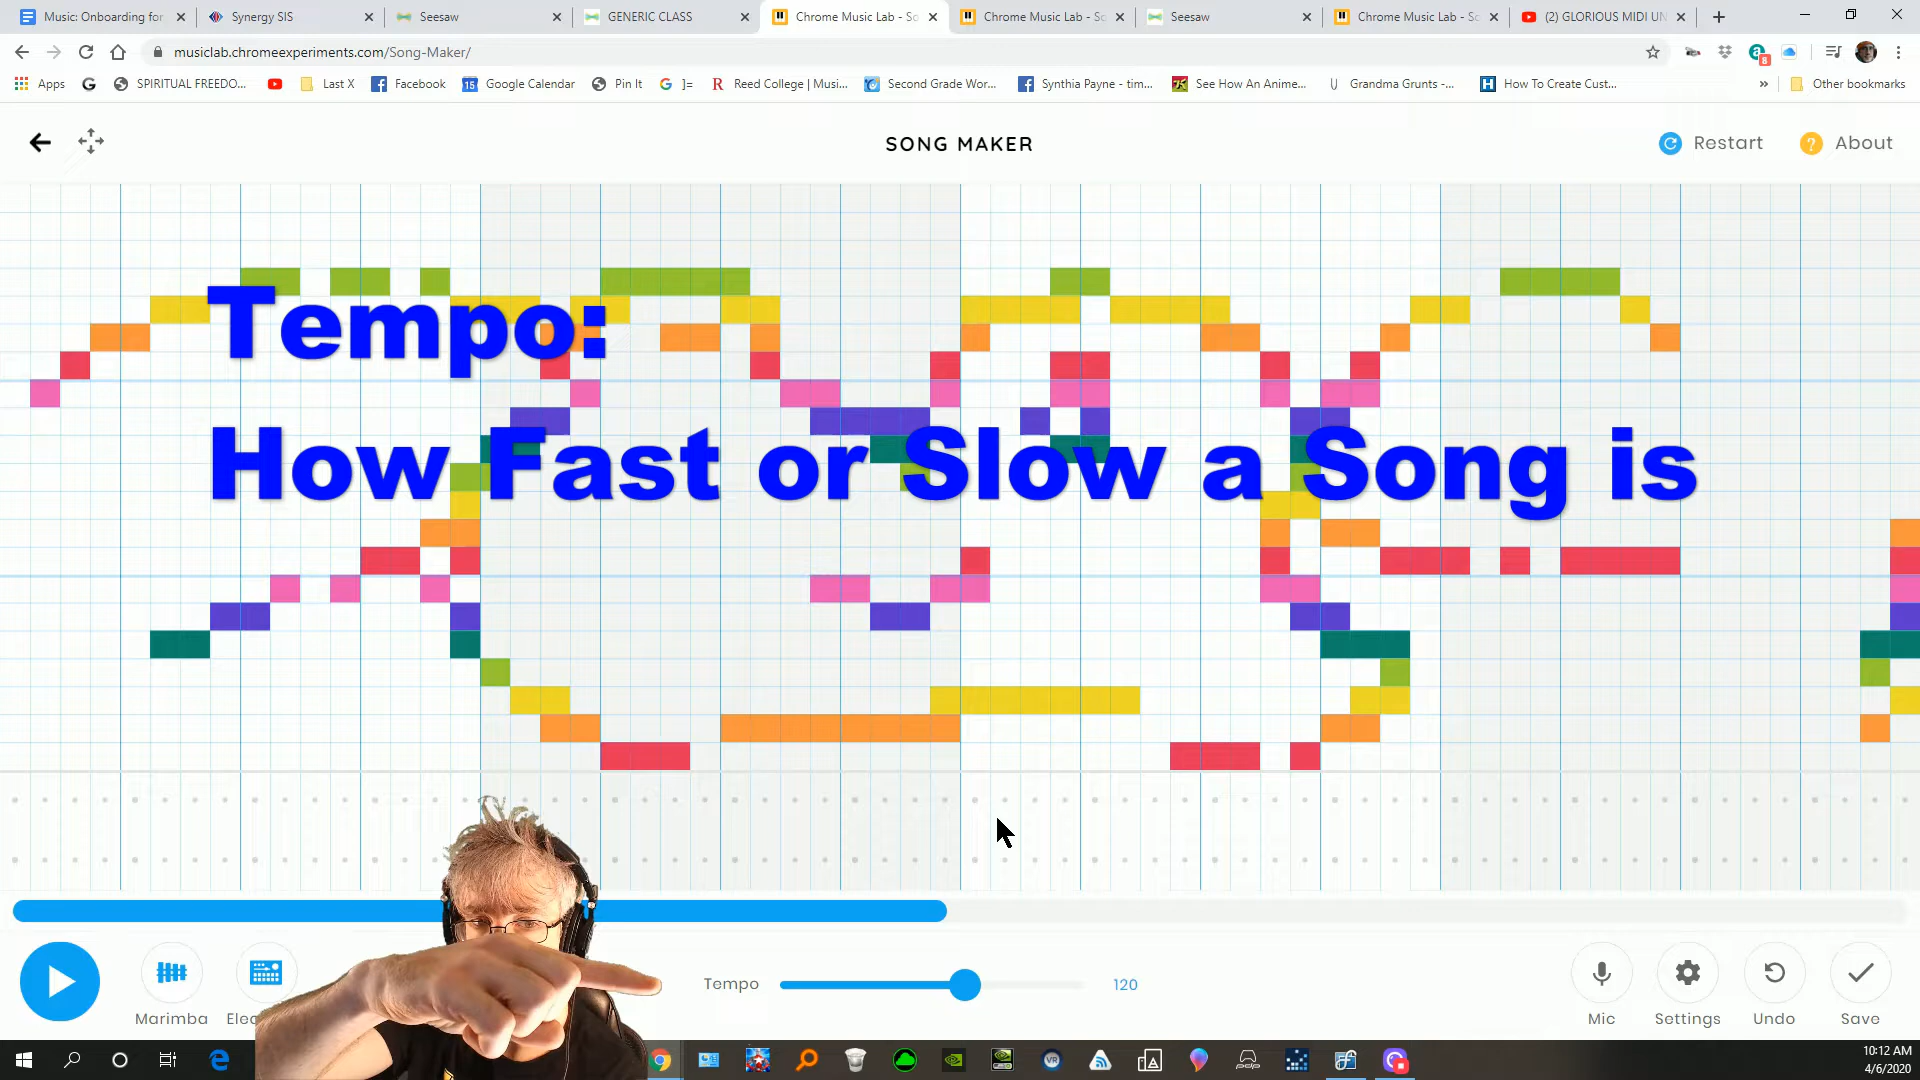 Music: Onboarding for
Synergy SIS
Seesaw
GENERIC CLASS
Chrome Music Lab - So
Chrome Music Lab - So
Seesaw
Chrome Music Lab - So
(2) GLORIOUS MIDI UN
musiclab.chromeexperiments.com/Song-Maker/
8
Apps
G
SPIRITUAL FREEDO...
Last X
Facebook
15
Google Calendar
Pin It
G
]=
R
Reed College | Musi...
Second Grade Wor...
Synthia Payne - tim...
See How An Anime...
Grandma Grunts -...
H
How To Create Cust...
»
Other bookmarks
SONG MAKER
Restart
? About
Tempo:
How Fast or Slow a Song is
Marimba
Elec
Tempo
120
Mic
Settings
Undo
Save
VR
10:12 AM
4/6/2020